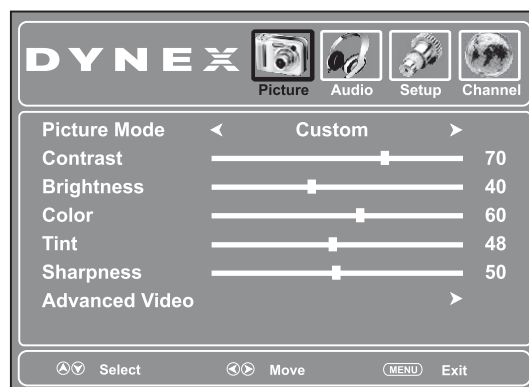 DYNEX
Picture Audio Setup Channel
Picture Mode Custom
Contrast 70
Brightness 40
Color 60
Tint 48
Sharpness 50
Advanced Video
Select Move MENU Exit